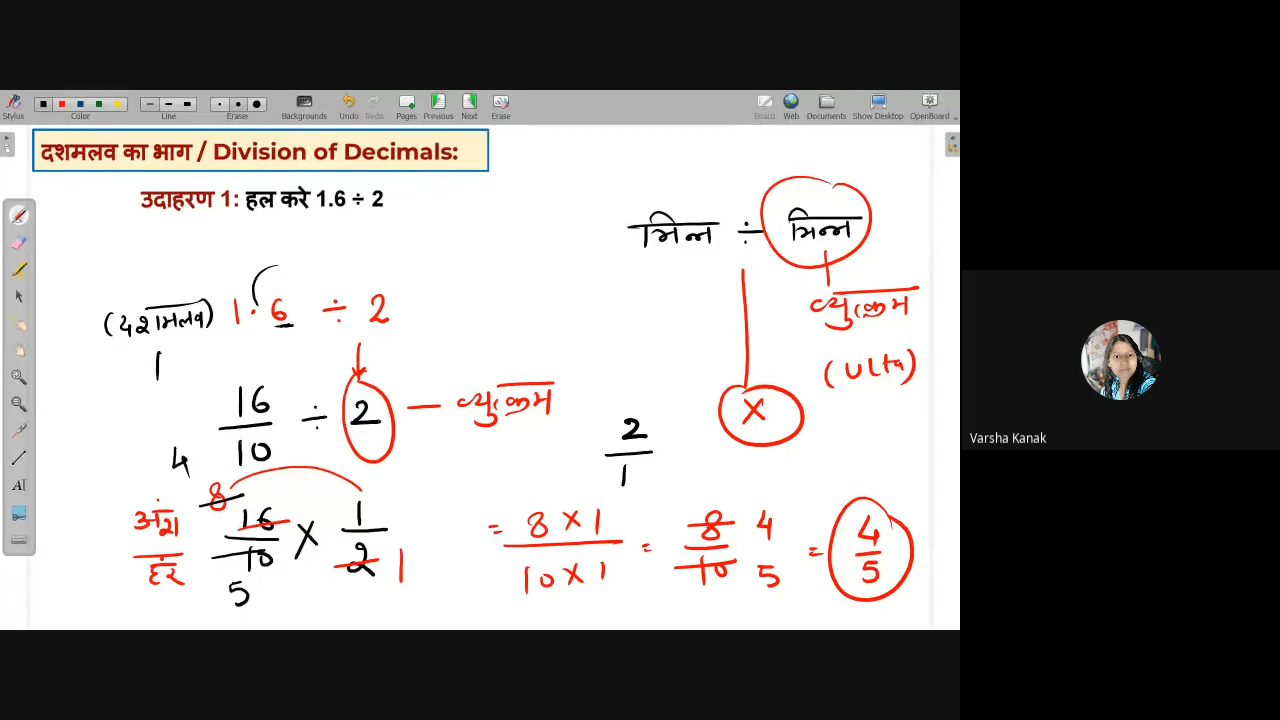 Stylus Color Line Eraser Backgrounds Undo Redo Pages Previous Next Erase Board Web Documents Show Desktop OpenBoard
दशमलव का भाग / Division of Decimals:
उदाहरण 1: हल करे 1.6 ÷ 2
भिन्न ÷ भिन्न
व्युत्क्रम
(Ulta)
×
(दशमलव) 1.6 ÷ 2
1
16/10 ÷ 2 — व्युत्क्रम
2/1
4
8
5
1
अंश/हर 16/10 × 1/2
= 8 × 1/10 × 1 = 8/10 4/5 = 4/5
Varsha Kanak